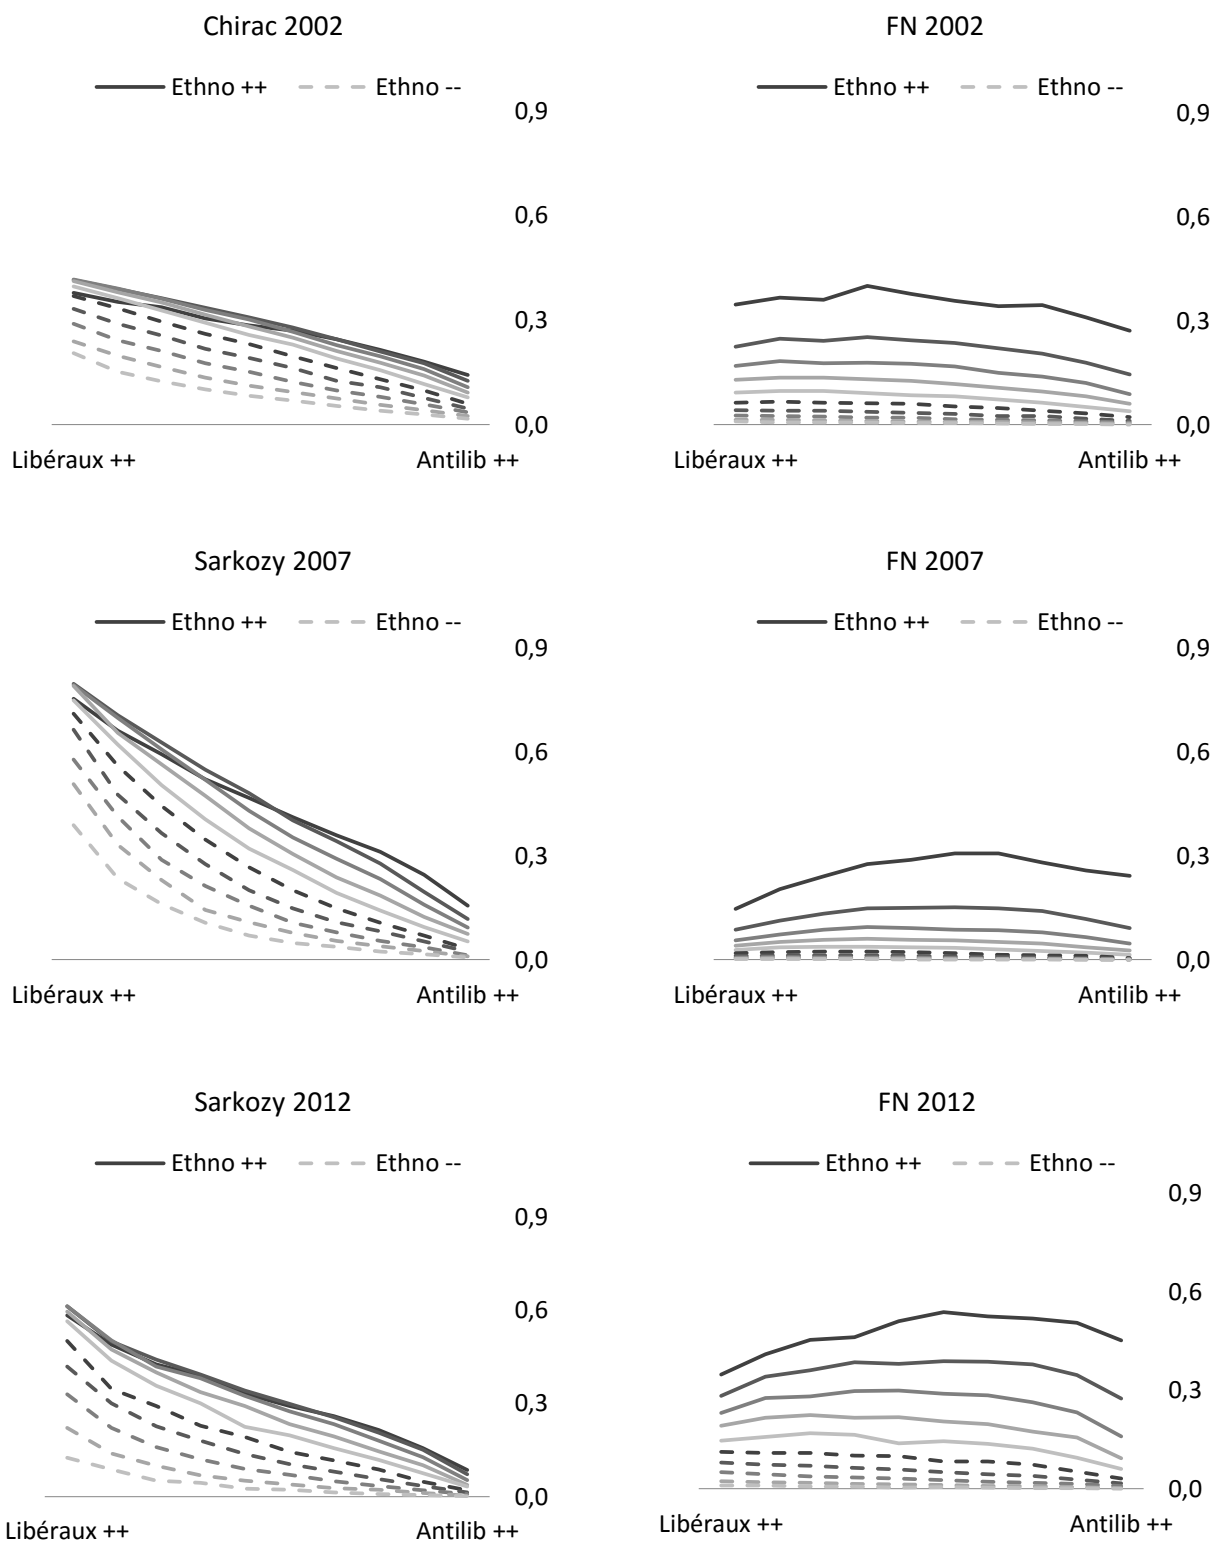 Chirac 2002
Ethno ++ Ethno --
0,9
0,6
0,3
0,0
Libéraux ++ Antilib ++
FN 2002
Ethno ++ Ethno --
0,9
0,6
0,3
0,0
Libéraux ++ Antilib ++
Sarkozy 2007
Ethno ++ Ethno --
0,9
0,6
0,3
0,0
Libéraux ++ Antilib ++
FN 2007
Ethno ++ Ethno --
0,9
0,6
0,3
0,0
Libéraux ++ Antilib ++
Sarkozy 2012
Ethno ++ Ethno --
0,9
0,6
0,3
0,0
Libéraux ++ Antilib ++
FN 2012
Ethno ++ Ethno --
0,9
0,6
0,3
0,0
Libéraux ++ Antilib ++